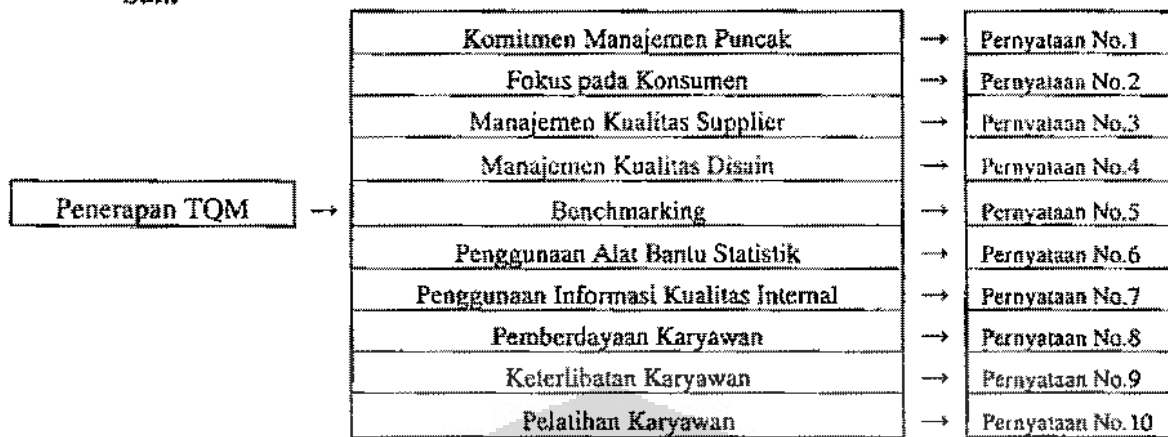 Komitmen Manajemen Puncak → Pernyataan No.1
Fokus pada Konsumen → Pernyataan No.2
Manajemen Kualitas Supplier → Pernyataan No.3
Manajemen Kualitas Disain → Pernyataan No.4
Penerapan TQM → Benchmarking → Pernyataan No.5
Penggunaan Alat Bantu Statistik → Pernyataan No.6
Penggunaan Informasi Kualitas Internal → Pernyataan No.7
Pemberdayaan Karyawan → Pernyataan No.8
Keterlibatan Karyawan → Pernyataan No.9
Pelatihan Karyawan → Pernyataan No.10